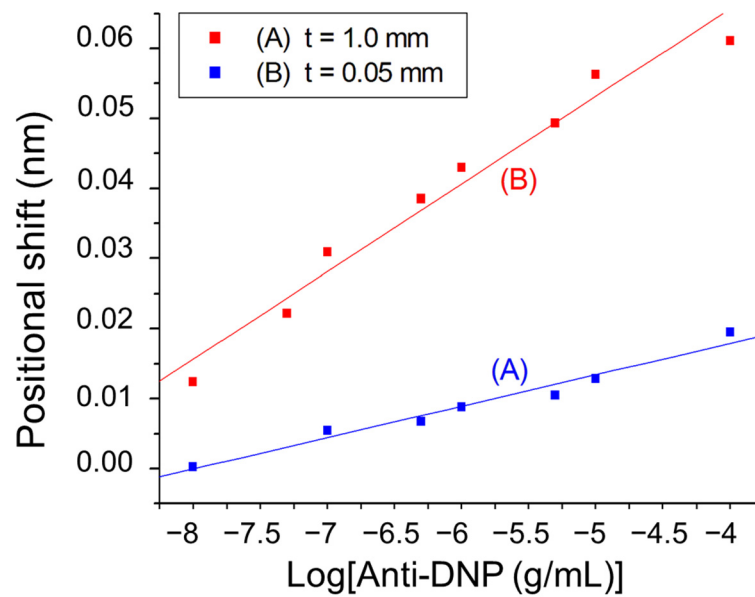 (A) t = 1.0 mm
(B) t = 0.05 mm
Positional shift (nm)
0.06
0.05
0.04
0.03
0.02
0.01
0.00
(B)
(A)
−8 −7.5 −7 −6.5 −6 −5.5 −5 −4.5 −4
Log[Anti-DNP (g/mL)]